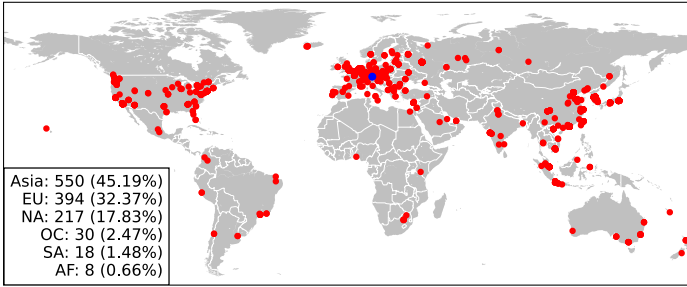 Asia: 550 (45.19%)
EU: 394 (32.37%)
NA: 217 (17.83%)
OC: 30 (2.47%)
SA: 18 (1.48%)
AF: 8 (0.66%)